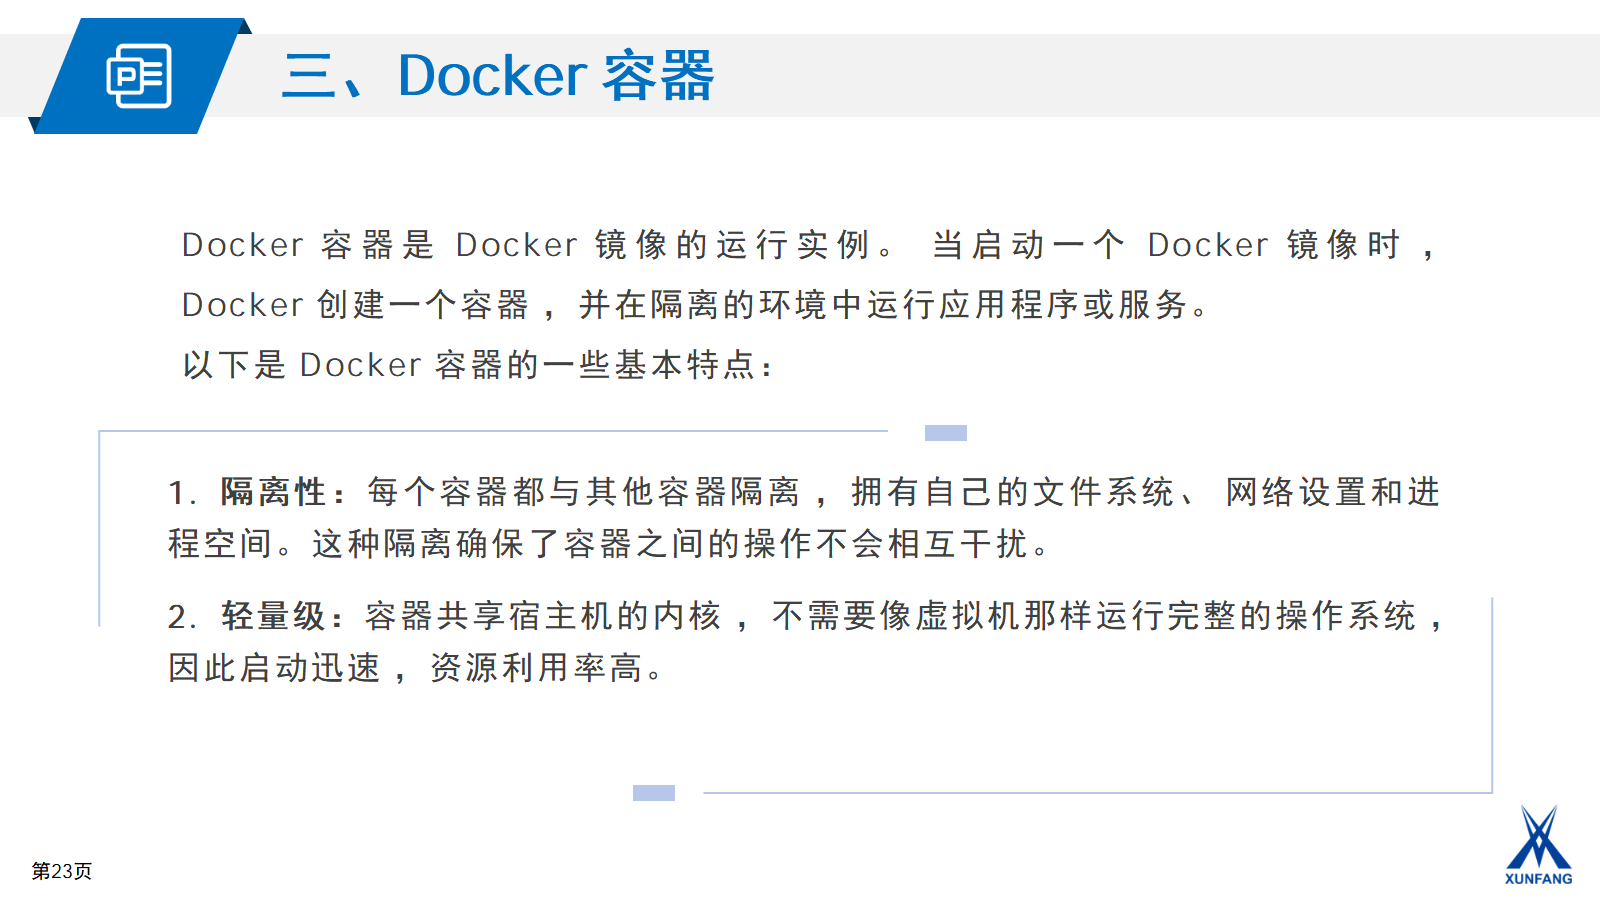 三、Docker 容器
Docker 容器是 Docker 镜像的运行实例。 当启动一个 Docker 镜像时，
Docker 创建一个容器，并在隔离的环境中运行应用程序或服务。
以下是 Docker 容器的一些基本特点：
1. 隔离性：每个容器都与其他容器隔离，拥有自己的文件系统、 网络设置和进
程空间。这种隔离确保了容器之间的操作不会相互干扰。
2. 轻量级：容器共享宿主机的内核，不需要像虚拟机那样运行完整的操作系统，
因此启动迅速，资源利用率高。
第23页
XUNFANG